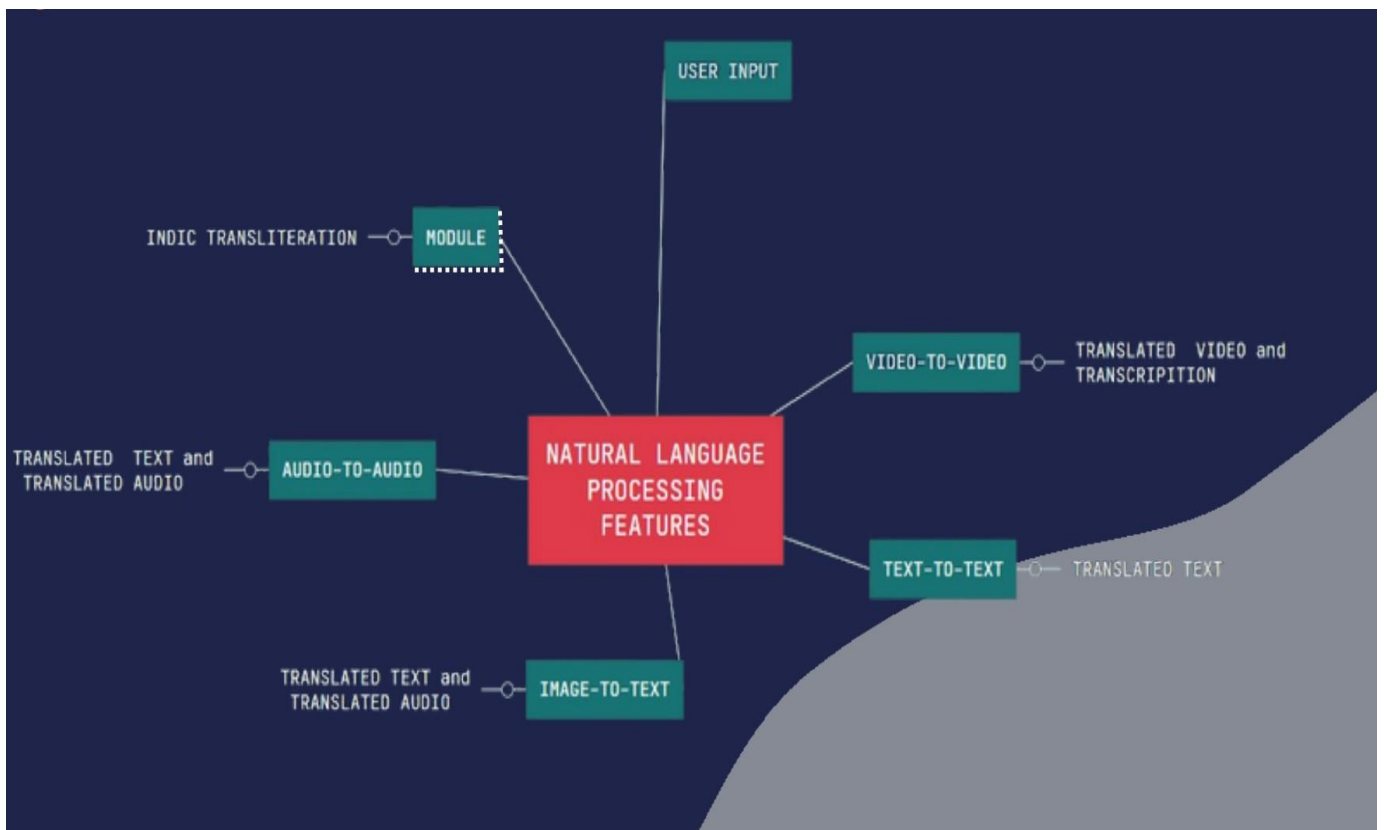 USER INPUT
INDIC TRANSLITERATION
MODULE
VIDEO-TO-VIDEO
TRANSLATED VIDEO and
TRANSCRIPITION
TRANSLATED TEXT and
TRANSLATED AUDIO
AUDIO-TO-AUDIO
NATURAL LANGUAGE
PROCESSING
FEATURES
TEXT-TO-TEXT
TRANSLATED TEXT
TRANSLATED TEXT and
TRANSLATED AUDIO
IMAGE-TO-TEXT